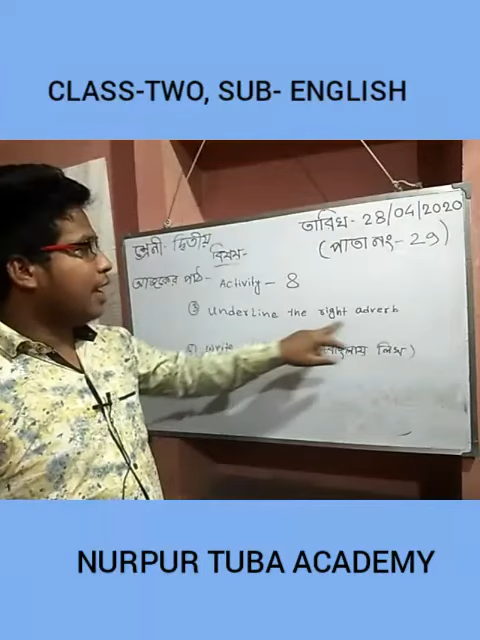 CLASS-TWO, SUB- ENGLISH
তারিখ- 28/04/2020
শ্রেনী- দ্বিতীয়
বিষয়-
(পাতা নং- 29)
আজকের পাঠ- Activity - 8
Underline the right adverb
Write লিখ)
NURPUR TUBA ACADEMY